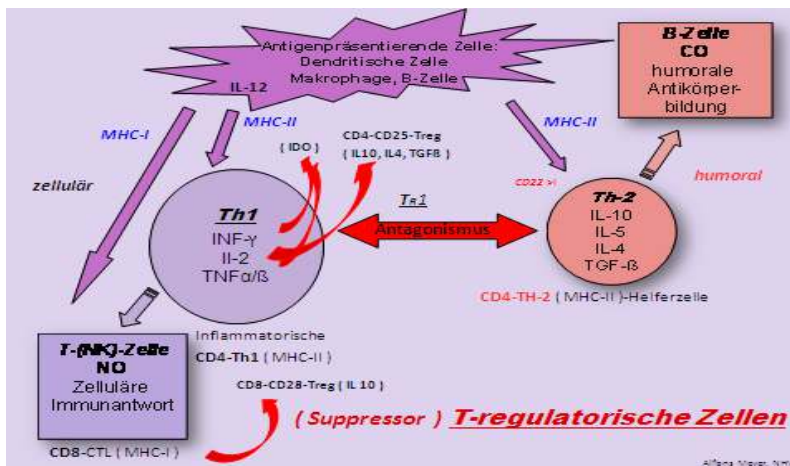 Antigenpräsentierende Zelle:
Dendritische Zelle
Makrophage, B-Zelle
IL-12
B-Zelle
CO
humorale
Antikörper-
bildung
MHC-I
MHC-II
( IDO )
CD4-CD25-Treg
( IL10, IL4, TGFß )
MHC-II
zellulär
humoral
Th1
INF-γ
Il-2
TNFα/ß
TR1
Antagonismus
CD22
Th-2
IL-10
IL-5
IL-4
TGF-ß
CD4-TH-2 ( MHC-II )-Helferzelle
Inflammatorische
CD4-Th1 ( MHC-II )
T-(NK)-Zelle
NO
Zelluläre
Immunantwort
CD8-CD28-Treg ( IL 10 )
( Suppressor ) T-regulatorische Zellen
CD8-CTL ( MHC-I )